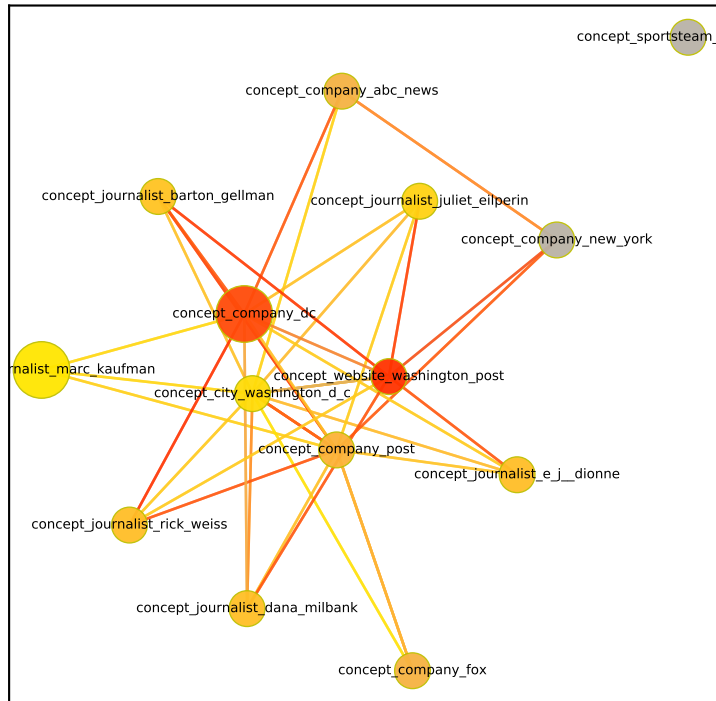 concept_sportsteam_
concept_company_abc_news
concept_journalist_barton_gellman
concept_journalist_juliet_eilperin
concept_company_new_york
concept_company_dc
rnalist_marc_kaufman
concept_website_washington_post
concept_city_washington_d_c
concept_company_post
concept_journalist_e_j__dionne
concept_journalist_rick_weiss
concept_journalist_dana_milbank
concept_company_fox